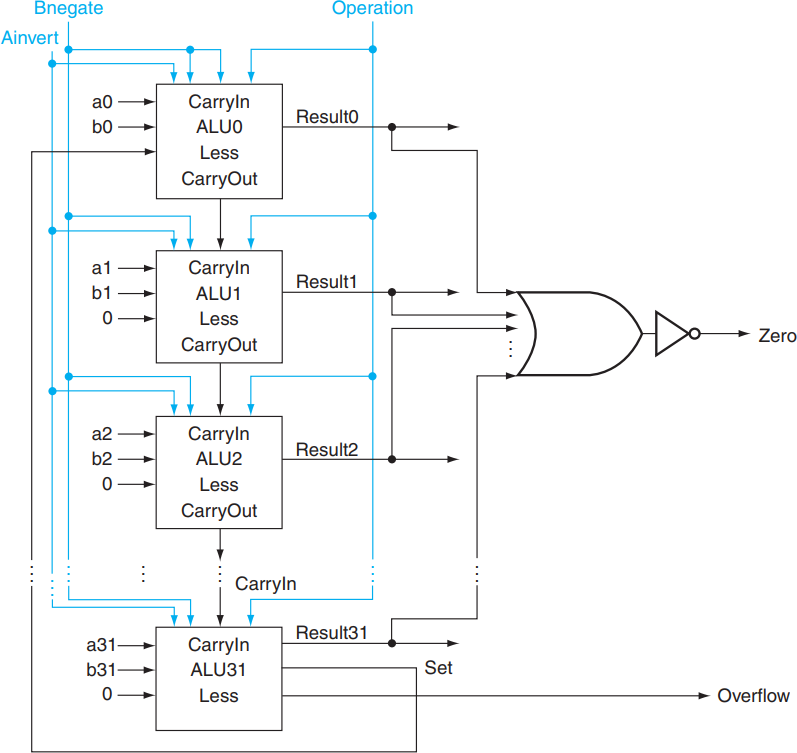 Bnegate
Operation
Ainvert
a0
b0
CarryIn
ALU0
Less
CarryOut
Result0
a1
b1
0
CarryIn
ALU1
Less
CarryOut
Result1
Zero
a2
b2
0
CarryIn
ALU2
Less
CarryOut
Result2
CarryIn
a31
b31
0
CarryIn
ALU31
Less
Result31
Set
Overflow